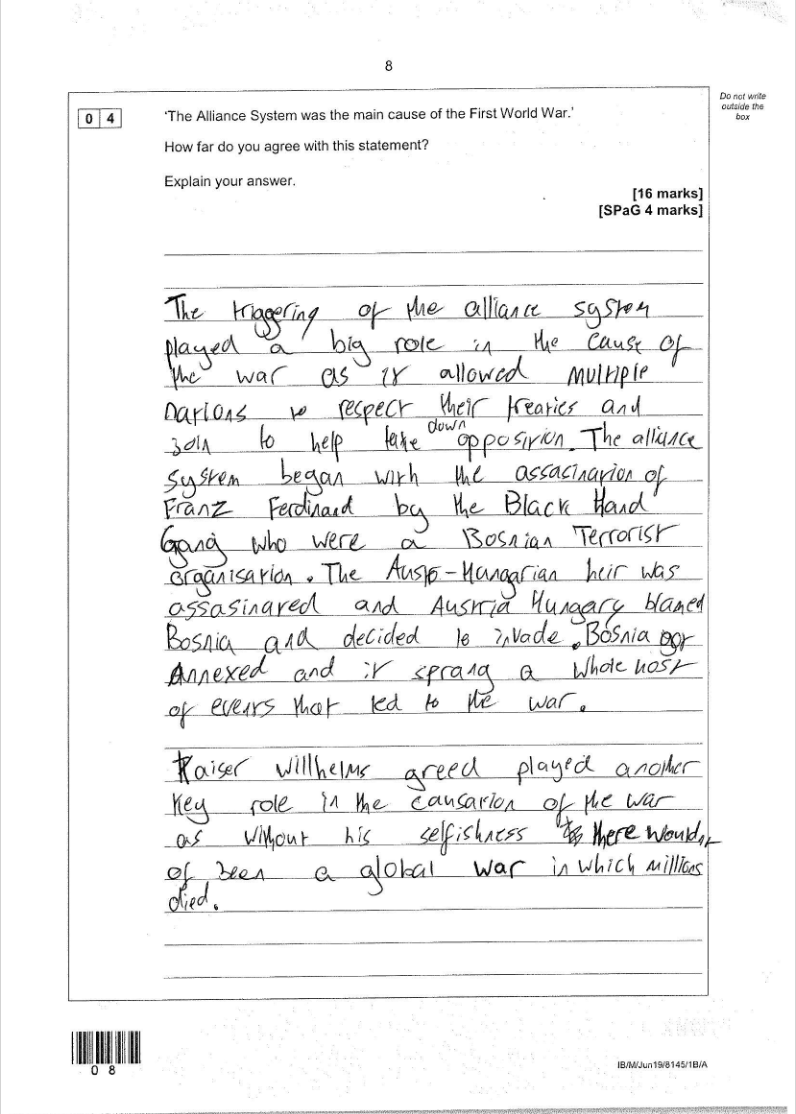 8
Do not write
outside the
box
0 4
'The Alliance System was the main cause of the First World War.'
How far do you agree with this statement?
Explain your answer.
[16 marks]
[SPaG 4 marks]
The triggering of the alliance system
played a big role in the cause of
the war as it allowed multiple
nations to respect their treaties and
join to help take down opposition. The alliance
system began with the assasination of
Franz Ferdinand by the Black Hand
Gang who were a Bosnian Terrorist
organisation. The Austro-Hungarian heir was
assasinated and Austria Hungary blamed
Bosnia and decided to invade. Bosnia got
Annexed and it sprang a whole host
of events that led to the war.
Kaiser Willhelms greed played another
key role in the causation of the war
as without his selfishness there wouldn't
of been a global war in which millions
died.
0 8
IB/M/Jun19/8145/1B/A